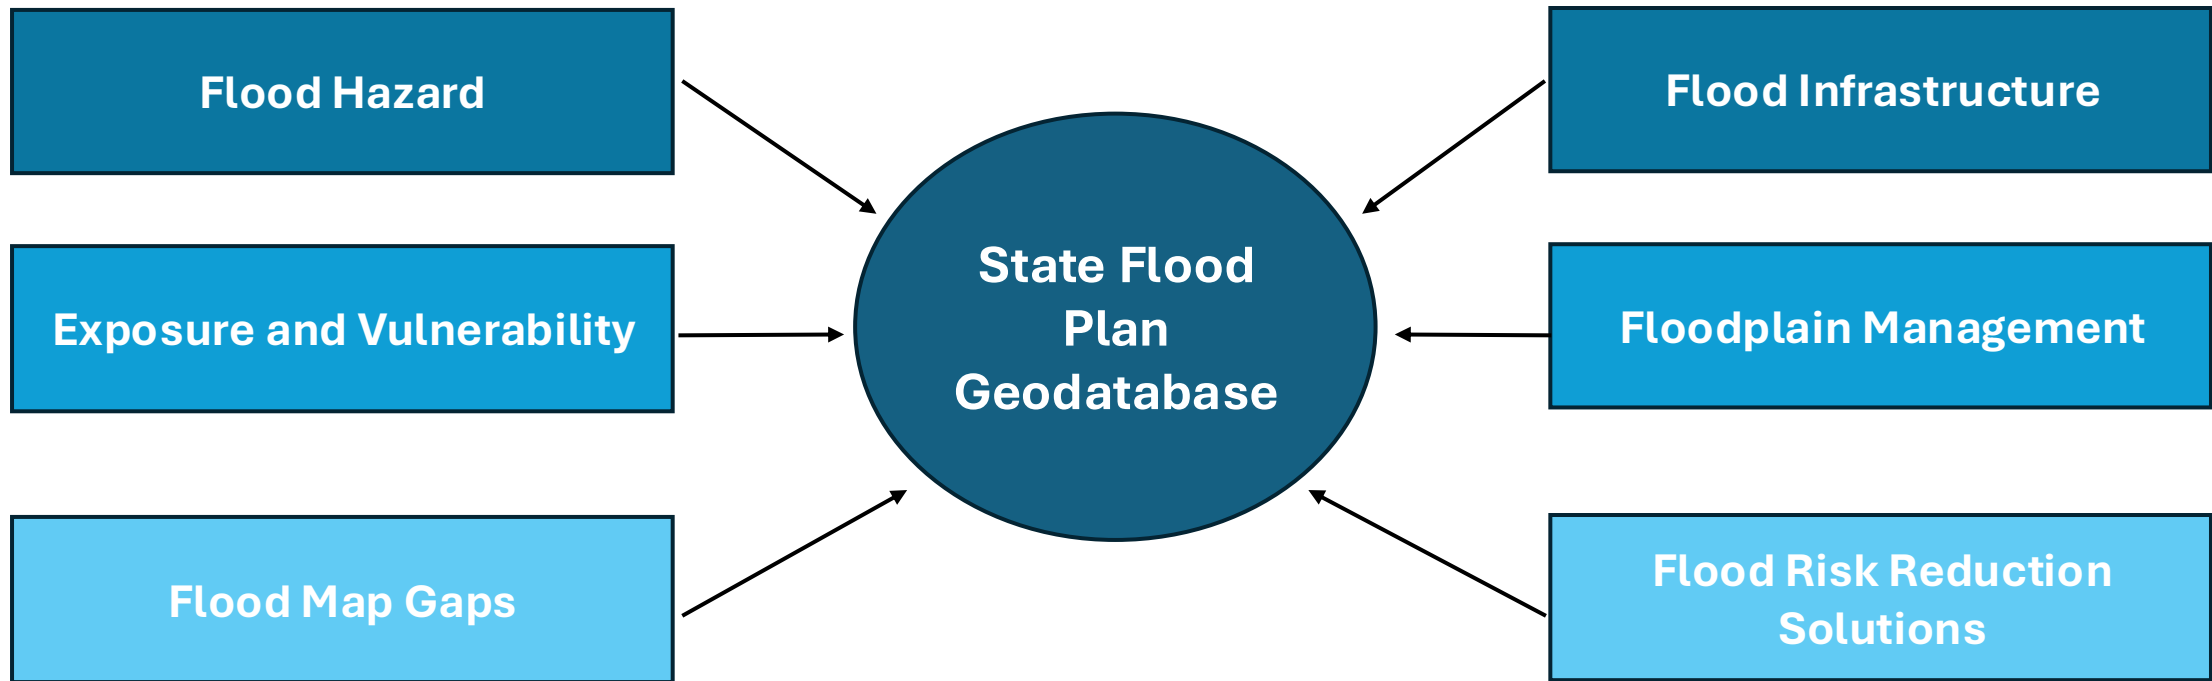 Flood Hazard
Exposure and Vulnerability
Flood Map Gaps
State Flood
Plan
Geodatabase
Flood Infrastructure
Floodplain Management
Flood Risk Reduction
Solutions